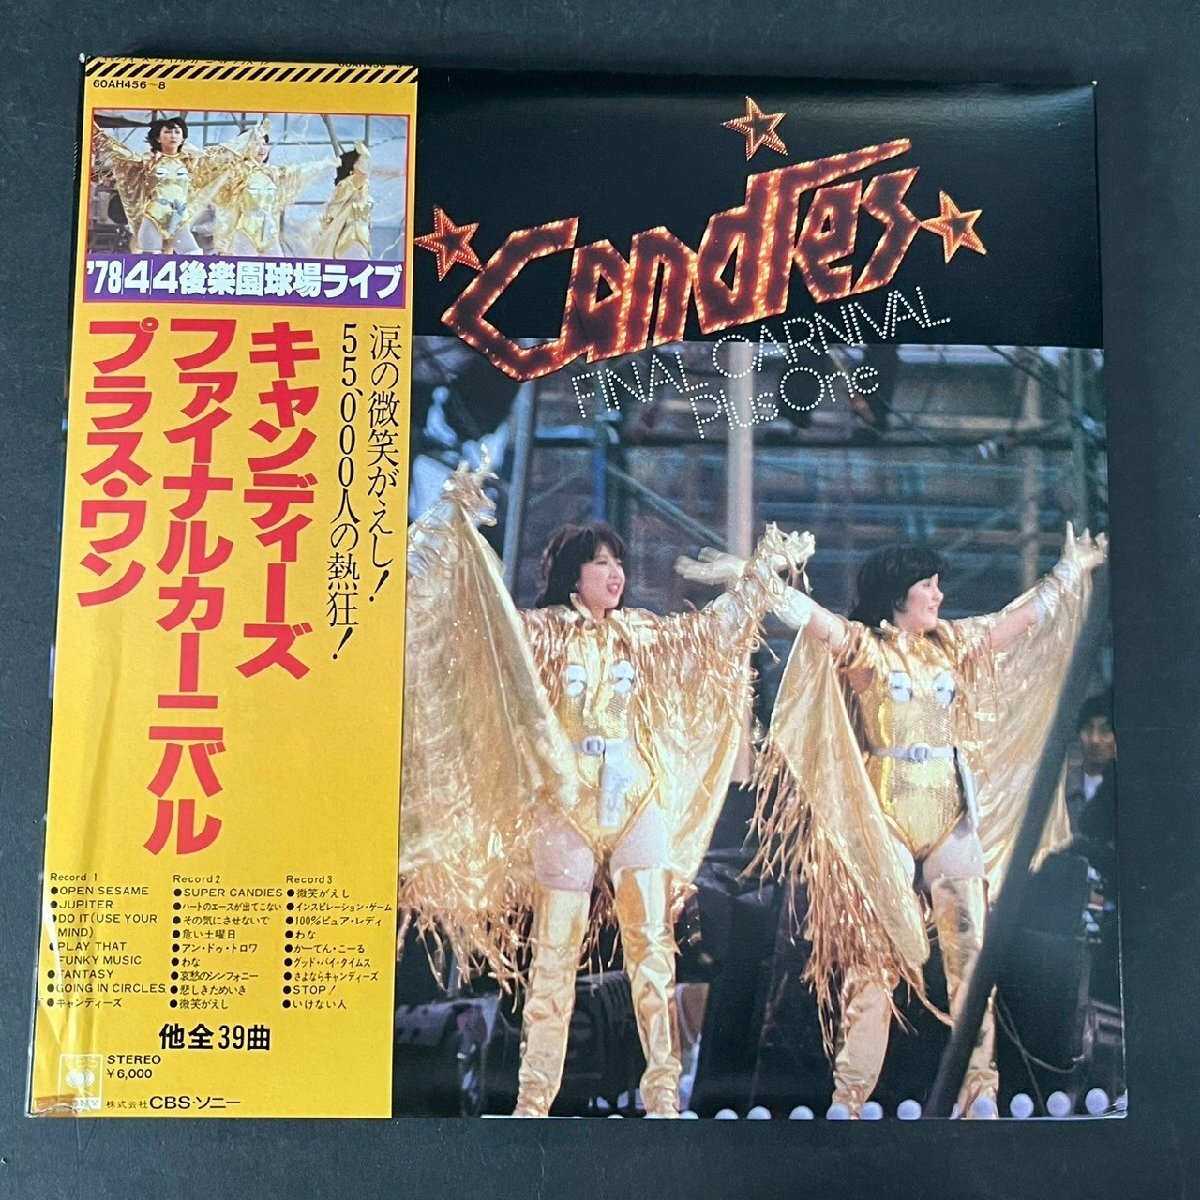 60AH456~8
'78/4/4後楽園球場ライブ
涙の微笑がえし!
55,000人の熱狂!
キャンディーズ
ファイナルカーニバル
プラス・ワン
Record 1
●OPEN SESAME
●JUPITER
●DO IT(USE YOUR
MIND)
●PLAY THAT
FUNKY MUSIC
●FANTASY
●GOING IN CIRCLES
●キャンディーズ
Record 2
●SUPER CANDIES
●ハートのエースが出てこない
●その気にさせないで
●危い土曜日
●アン・ドゥ・トロワ
●わな
●哀愁のシンフォニー
●悲しきためいき
●微笑がえし
Record 3
●微笑がえし
●インスピレーション・ゲーム
●100%ピュア・レディ
●わな
●かーてん・こーる
●グッド・バイ・タイムス
●さよならキャンディーズ
●STOP!
●いけない人
他全39曲
STEREO
¥6,000
CBS
SONY
株式会社CBS・ソニー
Candies
FINAL CARNIVAL
Plus One